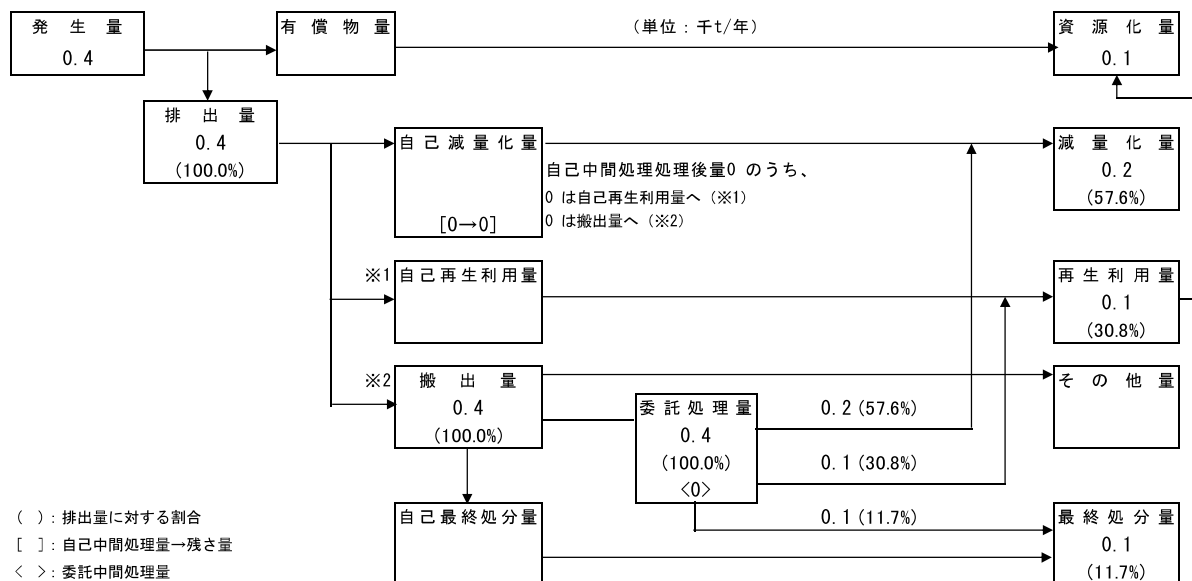 発生量
0.4
有償物量
(単位：千t/年)
資源化量
0.1
排出量
0.4
(100.0%)
自己減量化量
[0→0]
自己中間処理処理後量0 のうち、
0 は自己再生利用量へ（※1）
0 は搬出量へ（※2）
減量化量
0.2
(57.6%)
※1
自己再生利用量
再生利用量
0.1
(30.8%)
※2
搬出量
0.4
(100.0%)
委託処理量
0.4
(100.0%)
<0>
0.2 (57.6%)
0.1 (30.8%)
0.1 (11.7%)
その他量
自己最終処分量
最終処分量
0.1
(11.7%)
( )：排出量に対する割合
[ ]：自己中間処理量→残さ量
< >：委託中間処理量